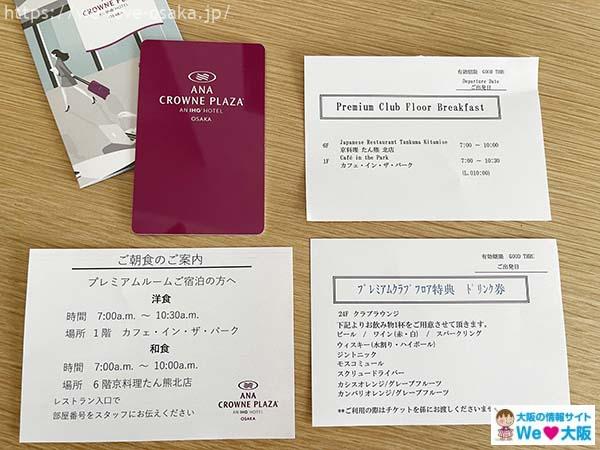 CROWNE PLAZA
OSAKA
ANA
CROWNE PLAZA
AN IHG HOTEL
OSAKA
有効期限 GOOD THRU
Departure Date
ご出発日
Premium Club Floor Breakfast
6F Japanese Restaurant Tankuma Kitamise 7:00 ～ 10:00
京料理 たん熊 北店
1F Café in the Park 7:00 ～ 10:30
カフェ・イン・ザ・パーク (L.O10:00)
ご朝食のご案内
プレミアムルームご宿泊の方へ
洋食
時間 7:00a.m. ～ 10:30a.m.
場所 1階 カフェ・イン・ザ・パーク
和食
時間 7:00a.m. ～ 10:00a.m.
場所 6階京料理たん熊北店
レストラン入口で
部屋番号をスタッフにお伝えください
ANA
CROWNE PLAZA
AN IHG HOTEL
OSAKA
有効期限 GOOD THRU
ご出発日
プレミアムクラブフロア特典 ドリンク券
24F クラブラウンジ
下記よりお飲み物1杯をご用意させて頂きます。
ビール / ワイン(赤・白) / スパークリング
ウィスキー(水割り・ハイボール)
ジントニック
モスコミュール
スクリュードライバー
カシスオレンジ/グレープフルーツ
カンパリオレンジ/グレープフルーツ
**ご利用の際はチケットを係にお渡しくださいませ
大阪の情報サイト
We♥大阪